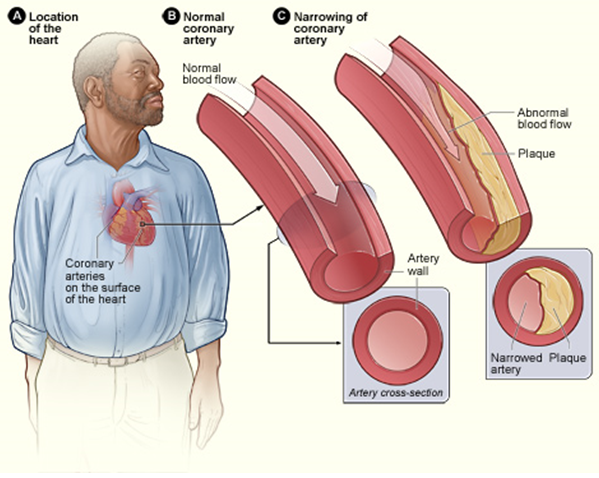 A Location
of the
heart
B Normal
coronary
artery
C Narrowing of
coronary
artery
Normal
blood flow
Abnormal
blood flow
Plaque
Coronary
arteries
on the surface
of the heart
Artery
wall
Artery cross-section
Narrowed
artery
Plaque